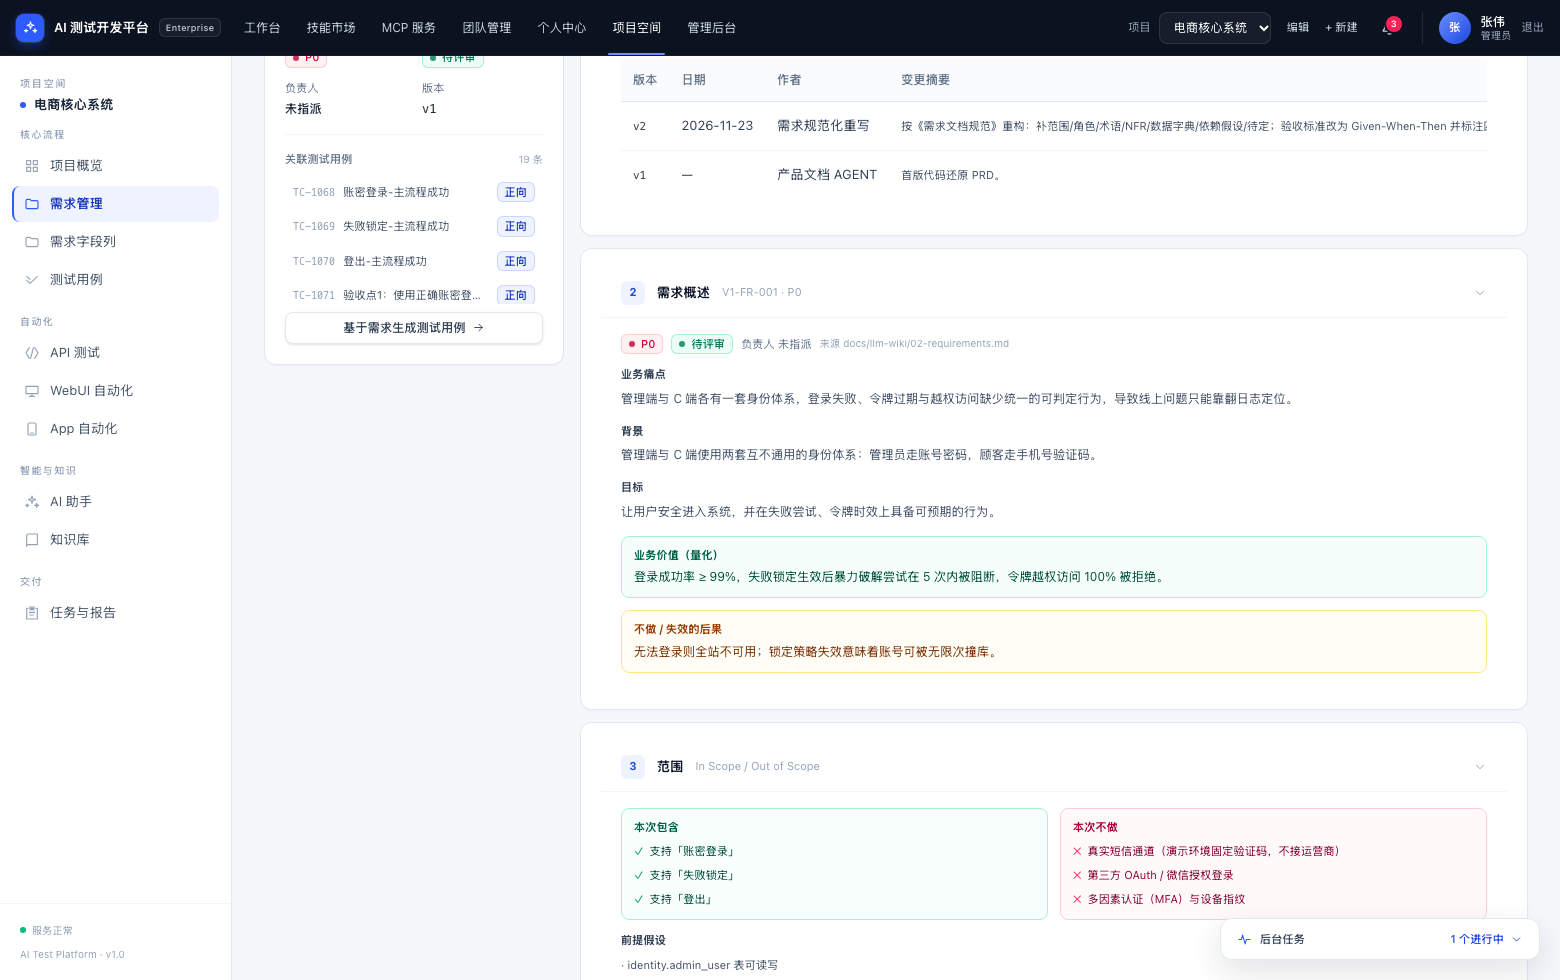 AI 测试开发平台 Enterprise 工作台 技能市场 MCP 服务 团队管理 个人中心 项目空间 管理后台 项目 电商核心系统 编辑 + 新建 3 张 张伟 管理员 退出
项目空间
电商核心系统
核心流程
项目概览
需求管理
需求字段列
测试用例
自动化
API 测试
WebUI 自动化
App 自动化
智能与知识
AI 助手
知识库
交付
任务与报告
服务正常
AI Test Platform · v1.0
P0 待评审
负责人 版本
未指派 v1
关联测试用例 19 条
TC-1068 账密登录-主流程成功 正向
TC-1069 失败锁定-主流程成功 正向
TC-1070 登出-主流程成功 正向
TC-1071 验收点1：使用正确账密登... 正向
基于需求生成测试用例 →
版本 日期 作者 变更摘要
v2 2026-11-23 需求规范化重写 按《需求文档规范》重构：补范围/角色/术语/NFR/数据字典/依赖假设/待定；验收标准改为 Given-When-Then 并标注
v1 — 产品文档 AGENT 首版代码还原 PRD。
2 需求概述 V1-FR-001 · P0
P0 待评审 负责人 未指派 来源 docs/llm-wiki/02-requirements.md
业务痛点
管理端与 C 端各有一套身份体系，登录失败、令牌过期与越权访问缺少统一的可判定行为，导致线上问题只能靠翻日志定位。
背景
管理端与 C 端使用两套互不通用的身份体系：管理员走账号密码，顾客走手机号验证码。
目标
让用户安全进入系统，并在失败尝试、令牌时效上具备可预期的行为。
业务价值（量化）
登录成功率 ≥ 99%，失败锁定生效后暴力破解尝试在 5 次内被阻断，令牌越权访问 100% 被拒绝。
不做 / 失效的后果
无法登录则全站不可用；锁定策略失效意味着账号可被无限次撞库。
3 范围 In Scope / Out of Scope
本次包含
✓ 支持「账密登录」
✓ 支持「失败锁定」
✓ 支持「登出」
本次不做
✕ 真实短信通道（演示环境固定验证码，不接运营商）
✕ 第三方 OAuth / 微信授权登录
✕ 多因素认证（MFA）与设备指纹
前提假设
· identity.admin_user 表可读写
后台任务 1 个进行中